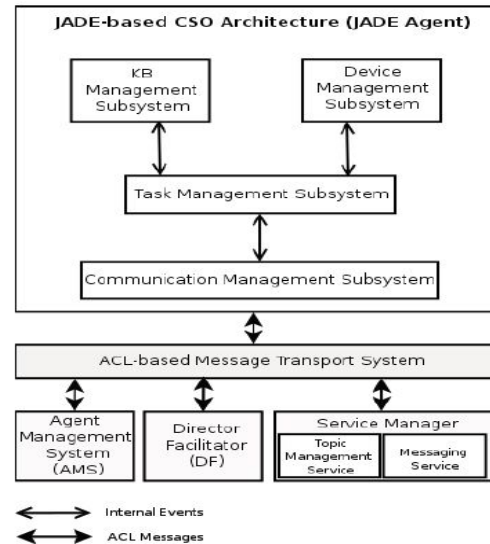 JADE-based CSO Architecture (JADE Agent)
KB
Management
Subsystem
Device
Management
Subsystem
Task Management Subsystem
Communication Management Subsystem
ACL-based Message Transport System
Agent
Management
System
(AMS)
Director
Facilitator
(DF)
Service Manager
Topic
Management
Service
Messaging
Service
Internal Events
ACL Messages